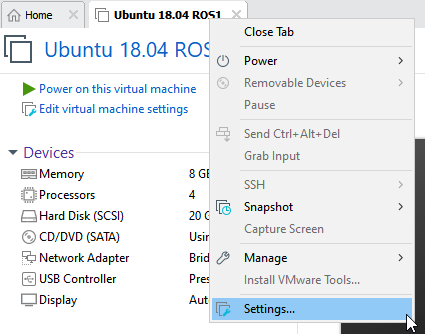 Home
Ubuntu 18.04 ROS1
Ubuntu 18.04 ROS1
Power on this virtual machine
Edit virtual machine settings
Devices
Memory 8 GB
Processors 4
Hard Disk (SCSI) 20 G
CD/DVD (SATA) Usin
Network Adapter Brid
USB Controller Pres
Display Auto
Close Tab
Power
Removable Devices
Pause
Send Ctrl+Alt+Del
Grab Input
SSH
Snapshot
Capture Screen
Manage
Install VMware Tools...
Settings...